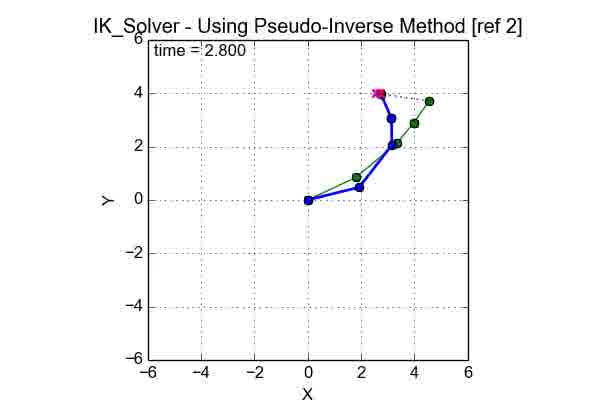 IK_Solver - Using Pseudo-Inverse Method [ref 2]
6
time = 2.800
4
2
Y
0
−2
−4
−6
−6 −4 −2 0 2 4 6
X